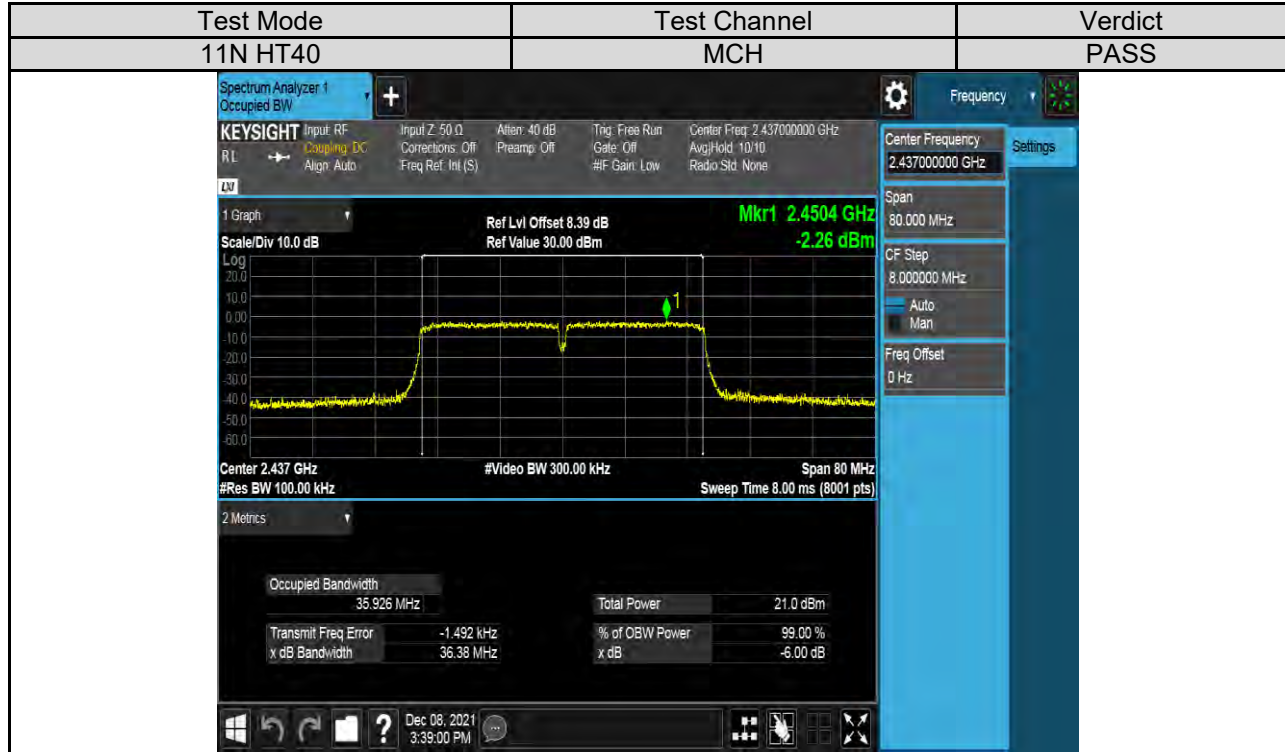 Test Mode Test Channel Verdict
11N HT40 MCH PASS
Spectrum Analyzer 1
Occupied BW
+
Frequency
KEYSIGHT Input: RF Input Z: 50 Ω Atten: 40 dB Trig: Free Run Center Freq: 2.437000000 GHz
RL Coupling: DC Corrections: Off Preamp: Off Gate: Off Avg|Hold: 10/10
Align: Auto Freq Ref: Int (S) #IF Gain: Low Radio Std: None
LXI
Center Frequency
2.437000000 GHz
Settings
Span
80.000 MHz
CF Step
8.000000 MHz
Auto
Man
Freq Offset
0 Hz
1 Graph Ref Lvl Offset 8.39 dB Mkr1 2.4504 GHz
Scale/Div 10.0 dB Ref Value 30.00 dBm -2.26 dBm
Log
20.0
10.0
0.00
-10.0
-20.0
-30.0
-40.0
-50.0
-60.0
1
Center 2.437 GHz #Video BW 300.00 kHz Span 80 MHz
#Res BW 100.00 kHz Sweep Time 8.00 ms (8001 pts)
2 Metrics
Occupied Bandwidth
35.926 MHz Total Power 21.0 dBm
Transmit Freq Error -1.492 kHz % of OBW Power 99.00 %
x dB Bandwidth 36.38 MHz x dB -6.00 dB
? Dec 08, 2021
3:39:00 PM